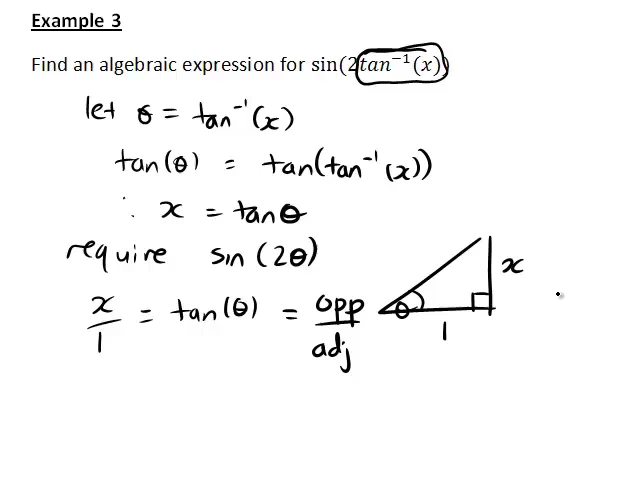 Example 3
Find an algebraic expression for sin(2tan⁻¹(x))
let θ = tan⁻¹(x)
tan(θ) = tan(tan⁻¹(x))
∴ x = tanθ
require sin(2θ)
x/1 = tan(θ) = opp/adj
θ
x
1